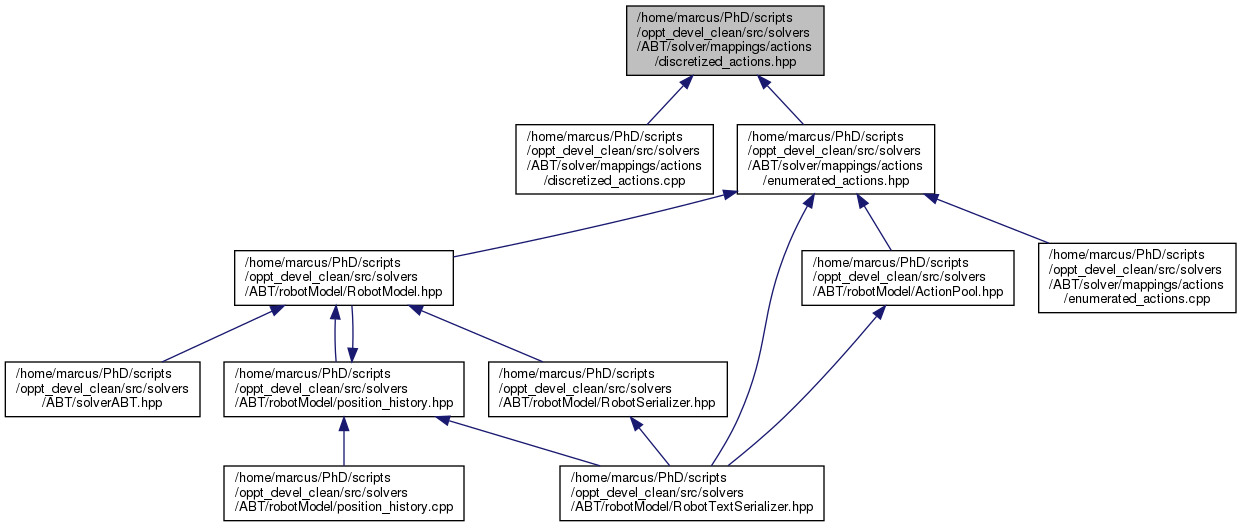 /home/marcus/PhD/scripts
/oppt_devel_clean/src/solvers
/ABT/solver/mappings/actions
/discretized_actions.hpp
/home/marcus/PhD/scripts
/oppt_devel_clean/src/solvers
/ABT/solver/mappings/actions
/discretized_actions.cpp
/home/marcus/PhD/scripts
/oppt_devel_clean/src/solvers
/ABT/solver/mappings/actions
/enumerated_actions.hpp
/home/marcus/PhD/scripts
/oppt_devel_clean/src/solvers
/ABT/robotModel/RobotModel.hpp
/home/marcus/PhD/scripts
/oppt_devel_clean/src/solvers
/ABT/robotModel/ActionPool.hpp
/home/marcus/PhD/scripts
/oppt_devel_clean/src/solvers
/ABT/solver/mappings/actions
/enumerated_actions.cpp
/home/marcus/PhD/scripts
/oppt_devel_clean/src/solvers
/ABT/solverABT.hpp
/home/marcus/PhD/scripts
/oppt_devel_clean/src/solvers
/ABT/robotModel/position_history.hpp
/home/marcus/PhD/scripts
/oppt_devel_clean/src/solvers
/ABT/robotModel/RobotSerializer.hpp
/home/marcus/PhD/scripts
/oppt_devel_clean/src/solvers
/ABT/robotModel/position_history.cpp
/home/marcus/PhD/scripts
/oppt_devel_clean/src/solvers
/ABT/robotModel/RobotTextSerializer.hpp